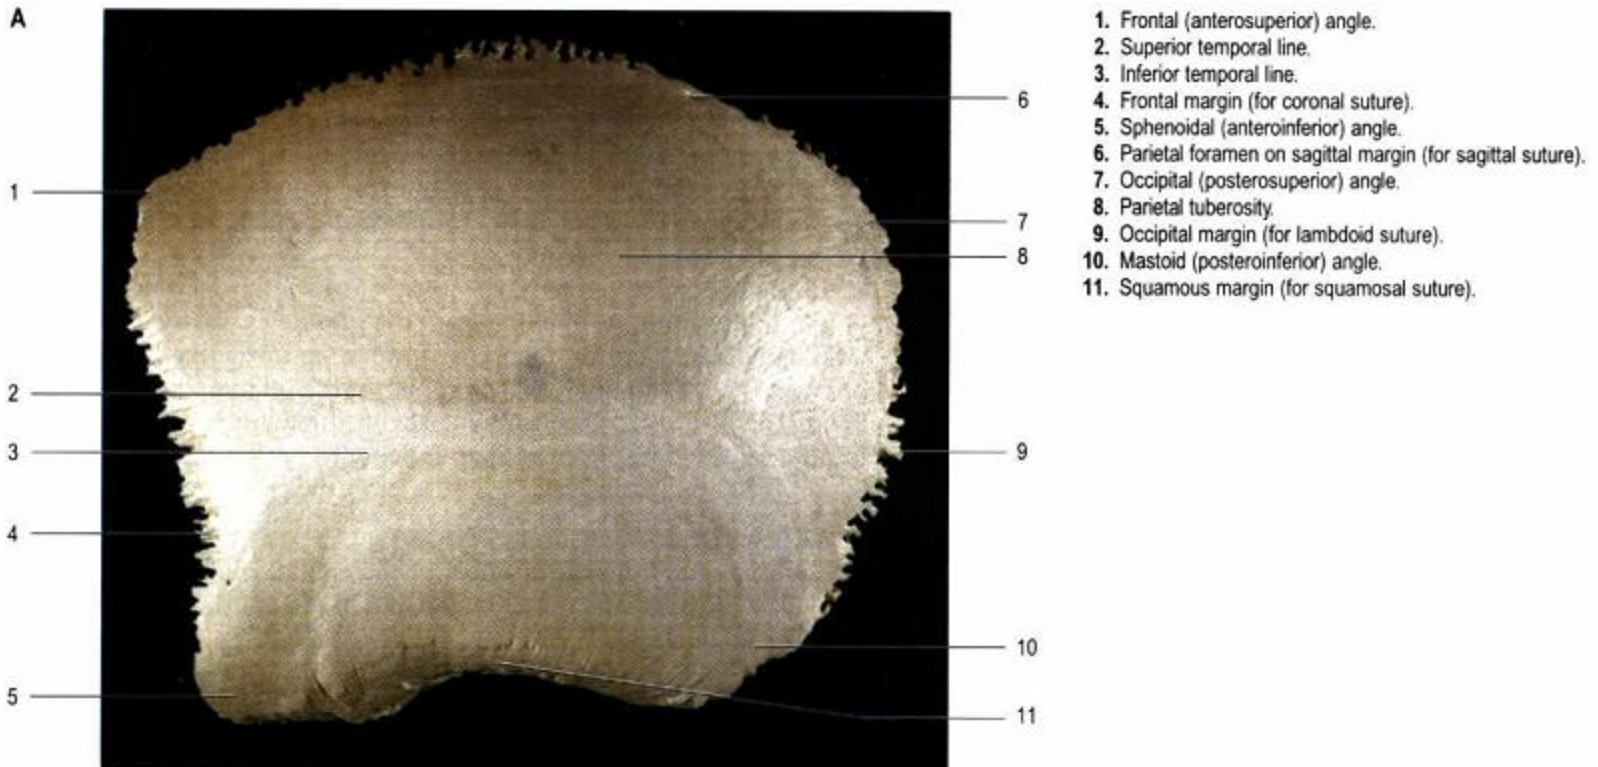 A
1
2
3
4
5
6
7
8
9
10
11
1. Frontal (anterosuperior) angle.
2. Superior temporal line.
3. Inferior temporal line.
4. Frontal margin (for coronal suture).
5. Sphenoidal (anteroinferior) angle.
6. Parietal foramen on sagittal margin (for sagittal suture).
7. Occipital (posterosuperior) angle.
8. Parietal tuberosity.
9. Occipital margin (for lambdoid suture).
10. Mastoid (posteroinferior) angle.
11. Squamous margin (for squamosal suture).